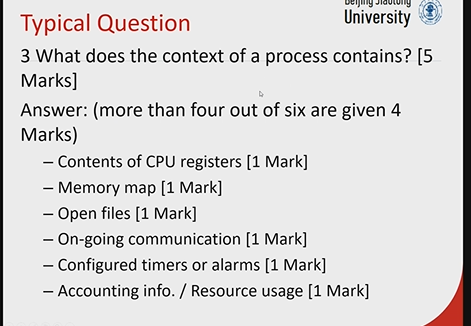 Typical Question
Beijing Jiaotong
University
3 What does the context of a process contains? [5
Marks]
Answer: (more than four out of six are given 4
Marks)
– Contents of CPU registers [1 Mark]
– Memory map [1 Mark]
– Open files [1 Mark]
– On-going communication [1 Mark]
– Configured timers or alarms [1 Mark]
– Accounting info. / Resource usage [1 Mark]